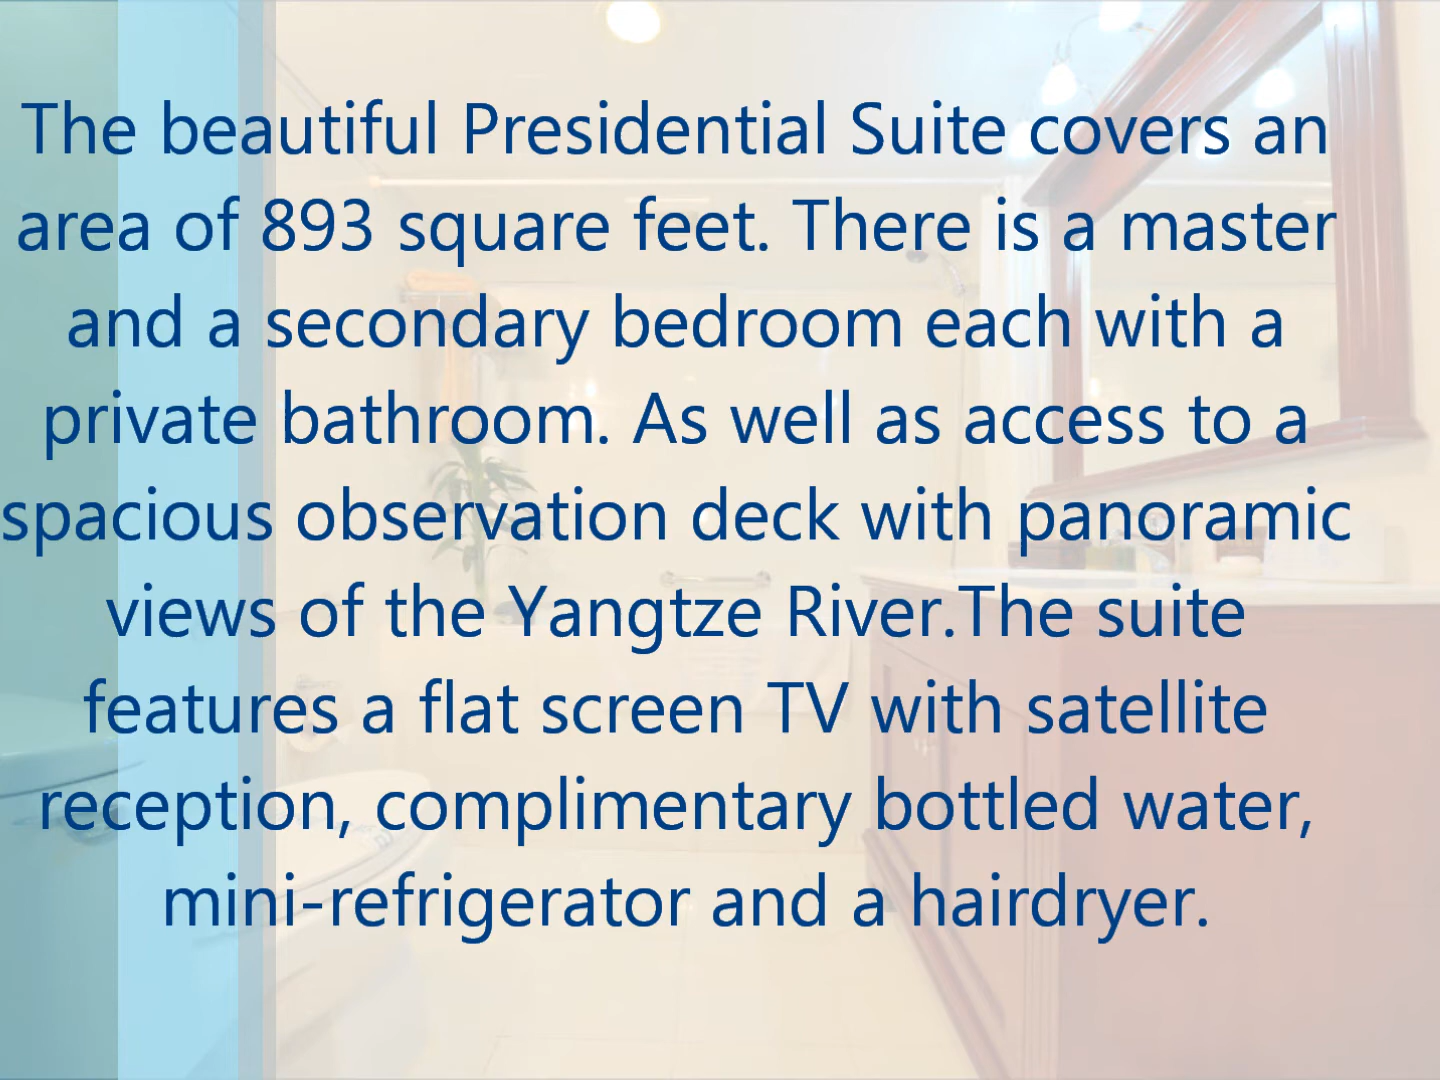 The beautiful Presidential Suite covers an
area of 893 square feet. There is a master
and a secondary bedroom each with a
private bathroom. As well as access to a
spacious observation deck with panoramic
views of the Yangtze River.The suite
features a flat screen TV with satellite
reception, complimentary bottled water,
mini-refrigerator and a hairdryer.